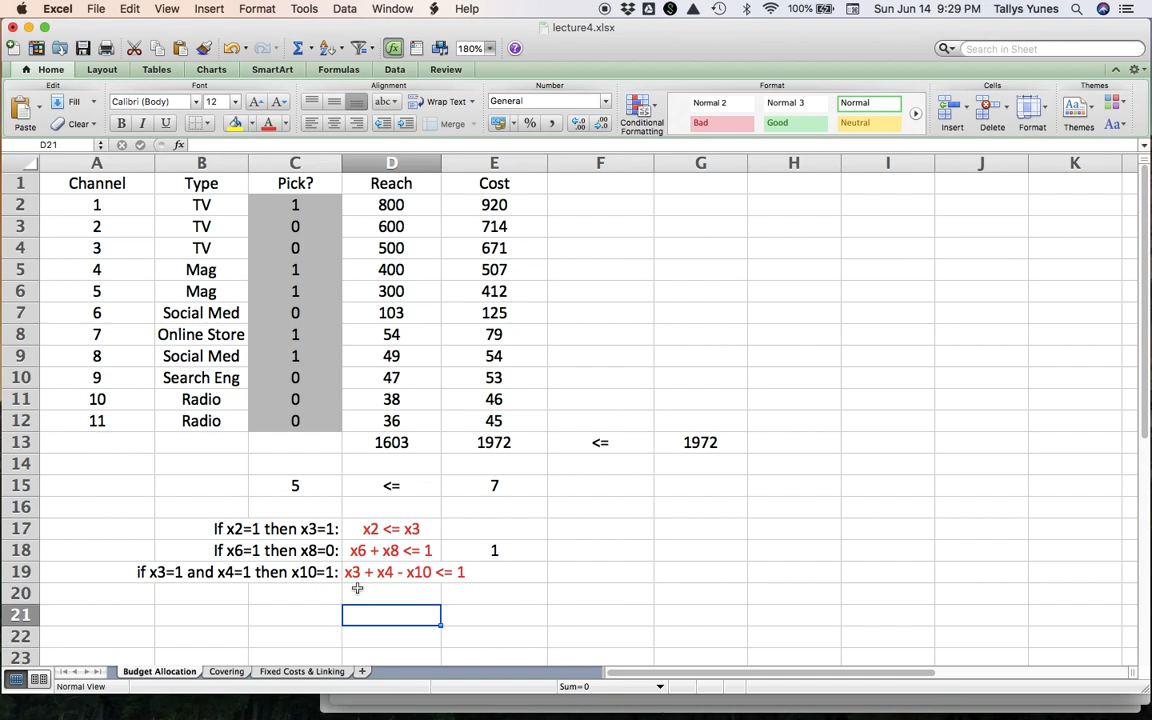 Excel File Edit View Insert Format Tools Data Window Help 100% Sun Jun 14 9:29 PM Tallys Yunes
lecture4.xlsx
180% Search in Sheet
Home Layout Tables Charts SmartArt Formulas Data Review
Edit Font Alignment Number Format Cells Themes
Fill Calibri (Body) 12 A A abc Wrap Text General Normal 2 Normal 3 Normal
Paste Clear B I U A Merge % Conditional Formatting Bad Good Neutral Insert Delete Format Themes Aa
D21 fx
A B C D E F G H I J K
1 Channel Type Pick? Reach Cost
2 1 TV 1 800 920
3 2 TV 0 600 714
4 3 TV 0 500 671
5 4 Mag 1 400 507
6 5 Mag 1 300 412
7 6 Social Med 0 103 125
8 7 Online Store 1 54 79
9 8 Social Med 1 49 54
10 9 Search Eng 0 47 53
11 10 Radio 0 38 46
12 11 Radio 0 36 45
13 1603 1972 <= 1972
14
15 5 <= 7
16
17 If x2=1 then x3=1: x2 <= x3
18 If x6=1 then x8=0: x6 + x8 <= 1 1
19 if x3=1 and x4=1 then x10=1: x3 + x4 - x10 <= 1
20
21
22
23
Budget Allocation Covering Fixed Costs & Linking +
Normal View Sum=0